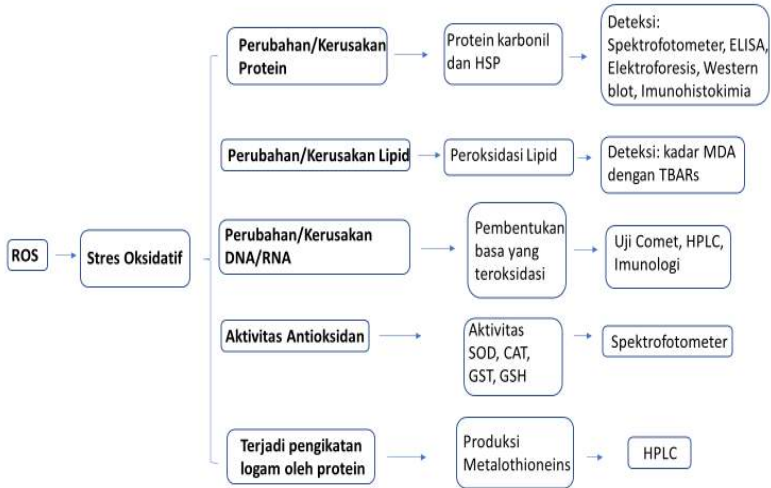 ROS
Stres Oksidatif
Perubahan/Kerusakan
Protein
Protein karbonil
dan HSP
Deteksi:
Spektrofotometer, ELISA,
Elektroforesis, Western
blot, Imunohistokimia
Perubahan/Kerusakan Lipid
Peroksidasi Lipid
Deteksi: kadar MDA
dengan TBARs
Perubahan/Kerusakan
DNA/RNA
Pembentukan
basa yang
teroksidasi
Uji Comet, HPLC,
Imunologi
Aktivitas Antioksidan
Aktivitas
SOD, CAT,
GST, GSH
Spektrofotometer
Terjadi pengikatan
logam oleh protein
Produksi
Metalothioneins
HPLC